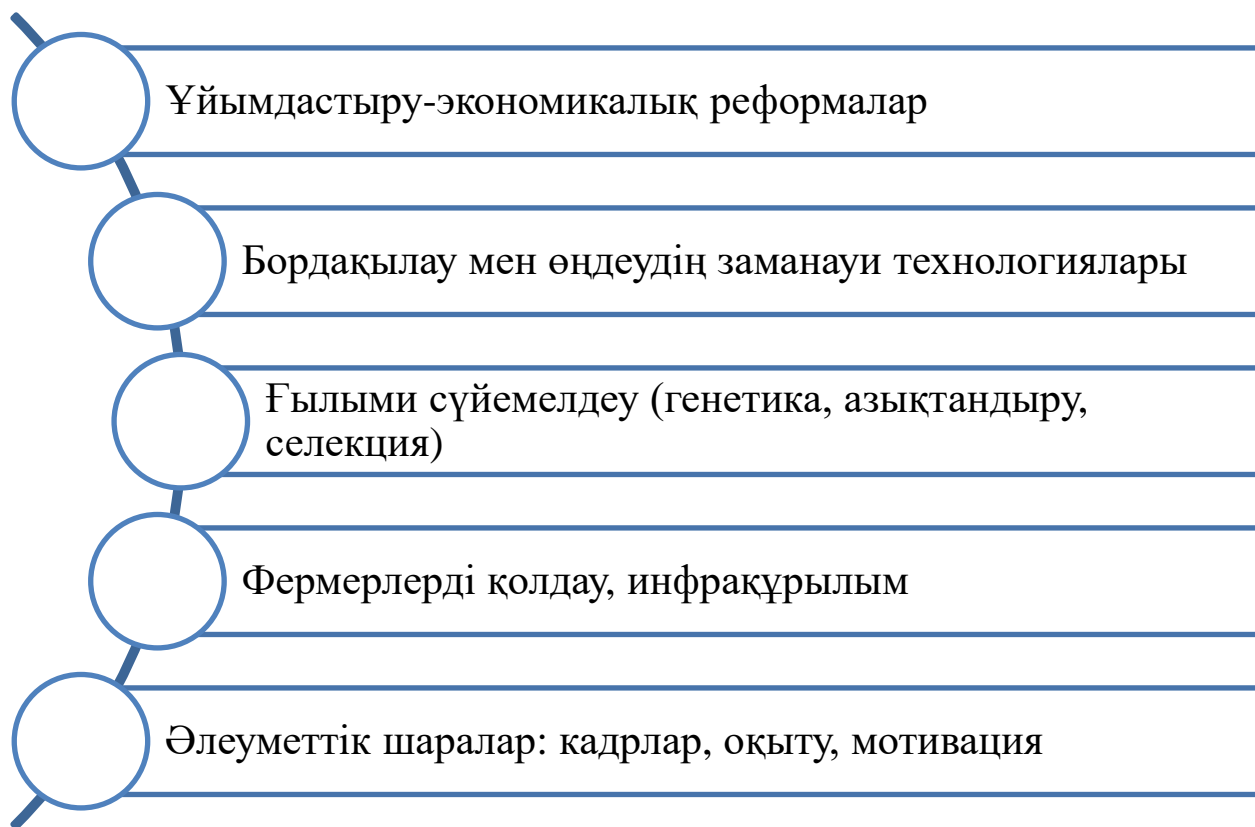 Ұйымдастыру-экономикалық реформалар
Бордақылау мен өңдеудің заманауи технологиялары
Ғылыми сүйемелдеу (генетика, азықтандыру,
селекция)
Фермерлерді қолдау, инфрақұрылым
Әлеуметтік шаралар: кадрлар, оқыту, мотивация